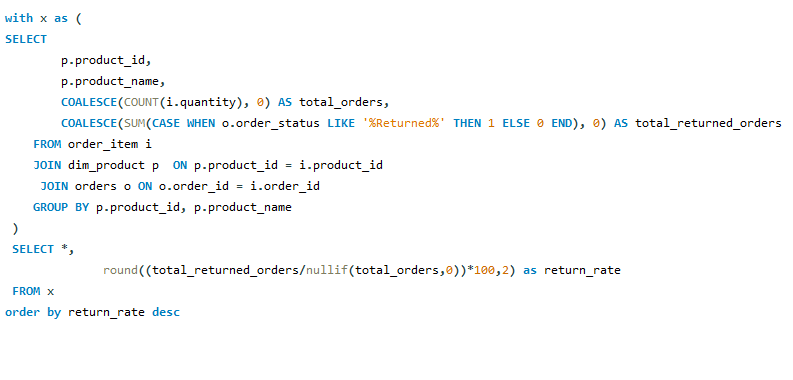 with x as (
SELECT
p.product_id,
p.product_name,
COALESCE(COUNT(i.quantity), 0) AS total_orders,
COALESCE(SUM(CASE WHEN o.order_status LIKE '%Returned%' THEN 1 ELSE 0 END), 0) AS total_returned_orders
FROM order_item i
JOIN dim_product p  ON p.product_id = i.product_id
JOIN orders o ON o.order_id = i.order_id
GROUP BY p.product_id, p.product_name
)
SELECT *,
round((total_returned_orders/nullif(total_orders,0))*100,2) as return_rate
FROM x
order by return_rate desc